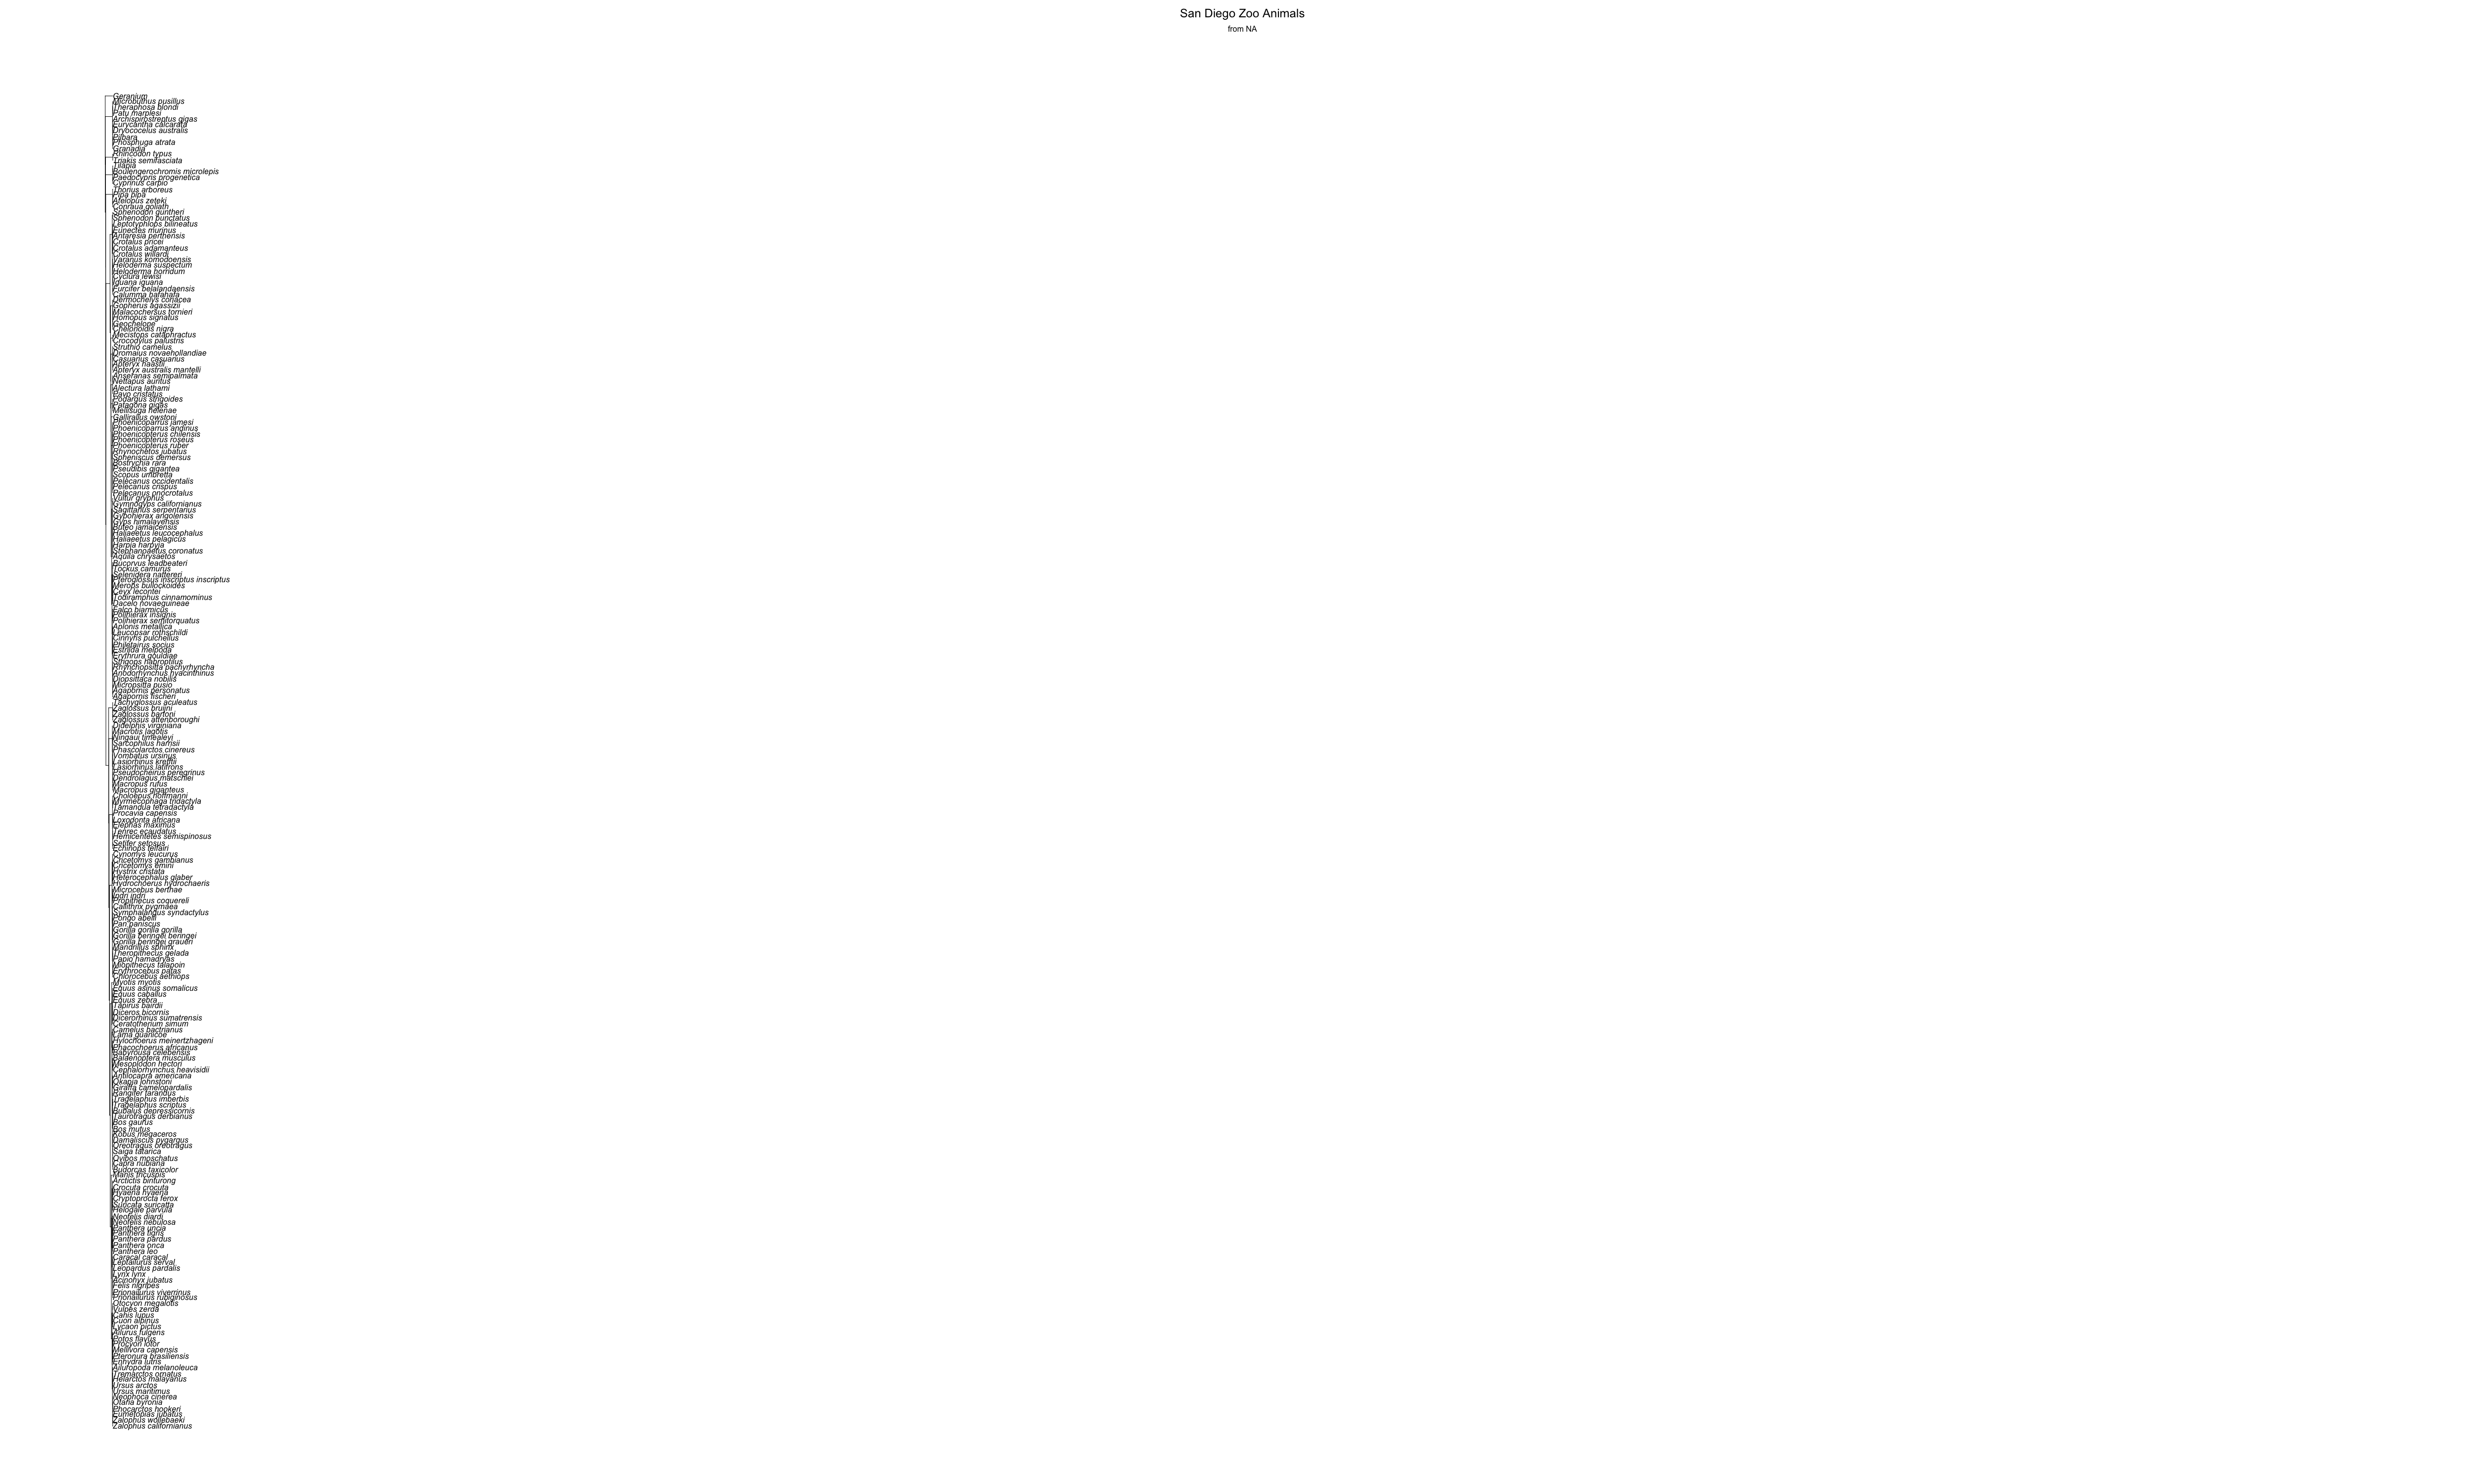 San Diego Zoo Animals
from NA
Geranium
Microbuthus pusillus
Theraphosa blondi
Patu marplesi
Archispirostreptus gigas
Eurycantha calcarata
Dryococelus australis
Pilbara
Phosphuga atrata
Granadia
Rhincodon typus
Triakis semifasciata
Tilapia
Boulengerochromis microlepis
Paedocypris progenetica
Cyprinus carpio
Thorius arboreus
Pipa pipa
Atelopus zeteki
Conraua goliath
Sphenodon guntheri
Sphenodon punctatus
Leptotyphlops bilineatus
Eunectes murinus
Antaresia perthensis
Crotalus pricei
Crotalus adamanteus
Crotalus willardi
Varanus komodoensis
Heloderma suspectum
Heloderma horridum
Cyclura lewisi
Iguana iguana
Furcifer belalandaensis
Calumma tarahafa
Dermochelys coriacea
Gopherus agassizii
Malacochersus tornieri
Homopus signatus
Geochelone
Chelonoidis nigra
Mecistops cataphractus
Crocodylus palustris
Struthio camelus
Dromaius novaehollandiae
Casuarius casuarius
Apteryx haastii
Apteryx australis mantelli
Anseranas semipalmata
Nettapus auritus
Alectura lathami
Pavo cristatus
Podargus strigoides
Patagona gigas
Mellisuga helenae
Gallirallus owstoni
Phoenicoparrus jamesi
Phoenicoparrus andinus
Phoenicopterus chilensis
Phoenicopterus roseus
Phoenicopterus ruber
Rhynochetos jubatus
Spheniscus demersus
Bostrychia rara
Pseudibis gigantea
Scopus umbretta
Pelecanus occidentalis
Pelecanus crispus
Pelecanus onocrotalus
Vultur gryphus
Gymnogyps californianus
Sagittarius serpentarius
Gypohierax angolensis
Gyps himalayensis
Buteo jamaicensis
Haliaeetus leucocephalus
Haliaeetus pelagicus
Harpia harpyja
Stephanoaetus coronatus
Aquila chrysaetos
Bucorvus leadbeateri
Tockus camurus
Selenidera nattereri
Pteroglossus inscriptus inscriptus
Merops bullockoides
Ceyx lecontei
Todiramphus cinnamominus
Dacelo novaeguineae
Falco biarmicus
Polihierax insignis
Polihierax semitorquatus
Aplonis metallica
Leucopsar rothschildi
Cinnyris pulchellus
Philetairus socius
Estrilda melpoda
Erythrura gouldiae
Strigops habroptilus
Rhynchopsitta pachyrhyncha
Anodorhynchus hyacinthinus
Diopsittaca nobilis
Micropsitta pusio
Agapornis personatus
Agapornis fischeri
Tachyglossus aculeatus
Zaglossus bruijni
Zaglossus bartoni
Zaglossus attenboroughi
Didelphis virginiana
Macrotis lagotis
Ningaui timealeyi
Sarcophilus harrisii
Phascolarctos cinereus
Vombatus ursinus
Lasiorhinus krefftii
Lasiorhinus latifrons
Pseudocheirus peregrinus
Dendrolagus matschiei
Macropus rufus
Macropus giganteus
Choloepus hoffmanni
Myrmecophaga tridactyla
Tamandua tetradactyla
Procavia capensis
Loxodonta africana
Elephas maximus
Tenrec ecaudatus
Hemicentetes semispinosus
Setifer setosus
Echinops telfairi
Cynomys leucurus
Cricetomys gambianus
Cricetomys emini
Hystrix cristata
Heterocephalus glaber
Hydrochoerus hydrochaeris
Microcebus berthae
Indri indri
Propithecus coquereli
Callithrix pygmaea
Symphalangus syndactylus
Pongo abelii
Pan paniscus
Gorilla gorilla gorilla
Gorilla beringei beringei
Gorilla beringei graueri
Mandrillus sphinx
Theropithecus gelada
Papio hamadryas
Miopithecus talapoin
Erythrocebus patas
Chlorocebus aethiops
Myotis myotis
Equus asinus somalicus
Equus caballus
Equus zebra
Tapirus bairdii
Diceros bicornis
Dicerorhinus sumatrensis
Ceratotherium simum
Camelus bactrianus
Lama guanicoe
Hylochoerus meinertzhageni
Phacochoerus africanus
Babyrousa celebensis
Balaenoptera musculus
Mesoplodon hectori
Cephalorhynchus heavisidii
Antilocapra americana
Okapia johnstoni
Giraffa camelopardalis
Rangifer tarandus
Tragelaphus imberbis
Tragelaphus scriptus
Bubalus depressicornis
Taurotragus derbianus
Bos gaurus
Bos mutus
Kobus megaceros
Damaliscus pygargus
Oreotragus oreotragus
Saiga tatarica
Ovibos moschatus
Capra nubiana
Budorcas taxicolor
Manis tricuspis
Arctictis binturong
Crocuta crocuta
Hyaena hyaena
Cryptoprocta ferox
Suricata suricatta
Helogale parvula
Neofelis diardi
Neofelis nebulosa
Panthera uncia
Panthera tigris
Panthera pardus
Panthera onca
Panthera leo
Caracal caracal
Leptailurus serval
Leopardus pardalis
Lynx lynx
Acinonyx jubatus
Felis nigripes
Prionailurus viverrinus
Prionailurus rubiginosus
Otocyon megalotis
Vulpes zerda
Canis lupus
Cuon alpinus
Lycaon pictus
Ailurus fulgens
Potos flavus
Procyon lotor
Mellivora capensis
Pteronura brasiliensis
Enhydra lutris
Ailuropoda melanoleuca
Tremarctos ornatus
Helarctos malayanus
Ursus arctos
Ursus maritimus
Neophoca cinerea
Otaria byronia
Phocarctos hookeri
Eumetopias jubatus
Zalophus wollebaeki
Zalophus californianus